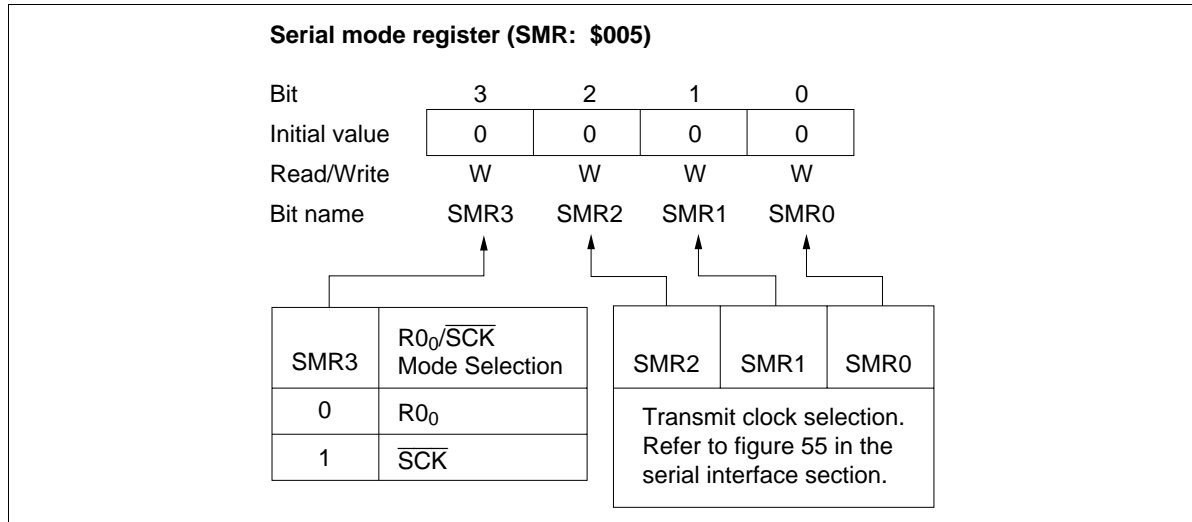 Serial mode register (SMR: $005)
Bit 3 2 1 0
Initial value 0 0 0 0
Read/Write W W W W
Bit name SMR3 SMR2 SMR1 SMR0
SMR3 R0₀/S̅C̅K̅
Mode Selection
0 R0₀
1 S̅C̅K̅
SMR2 SMR1 SMR0
Transmit clock selection.
Refer to figure 55 in the
serial interface section.